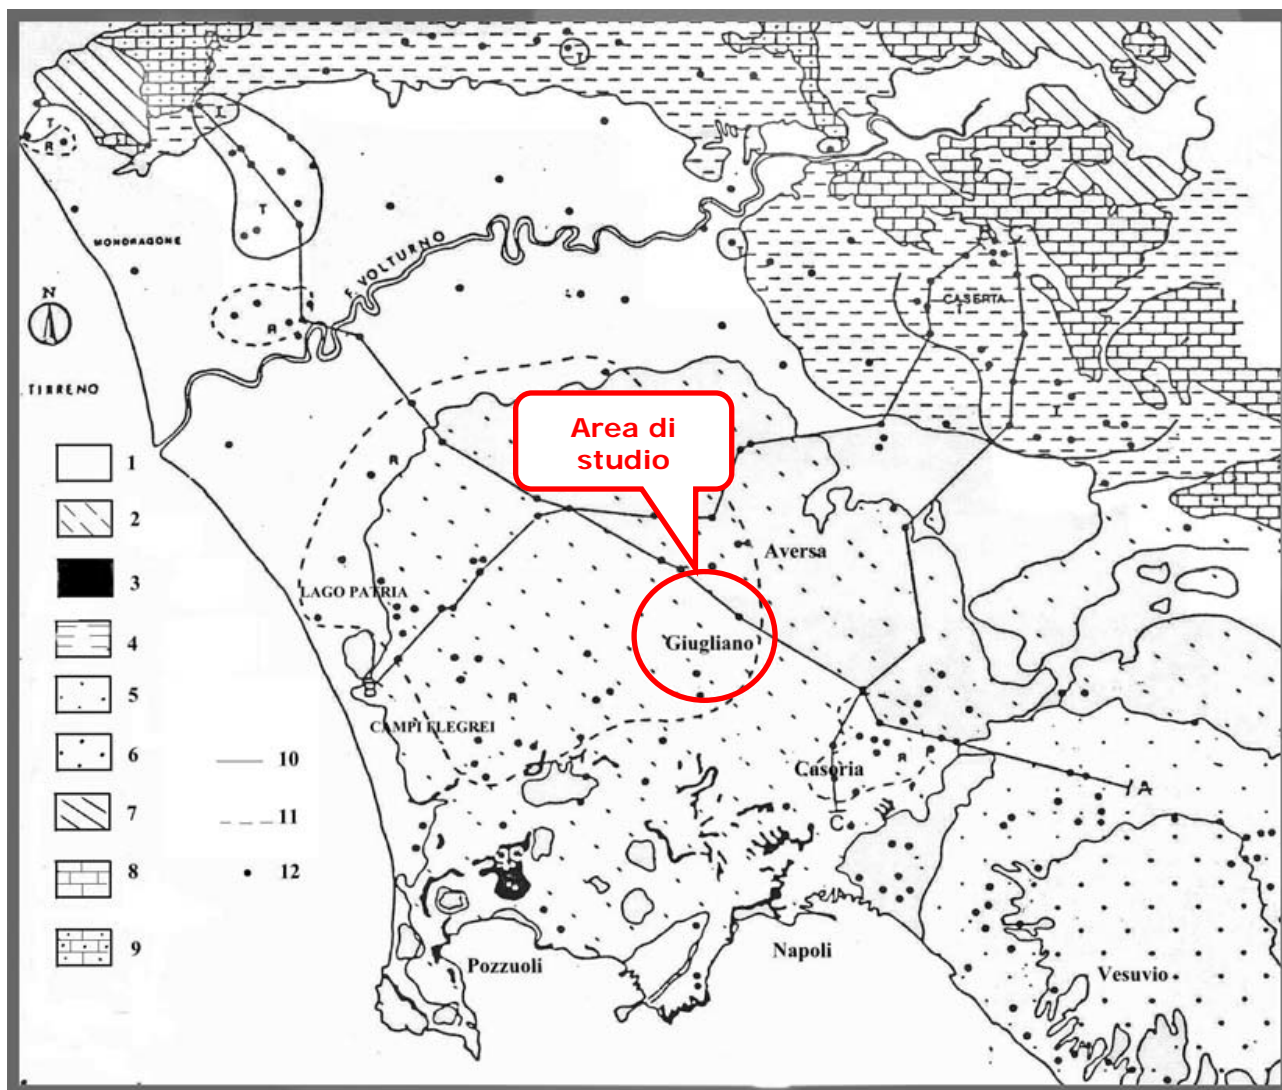 T
I
T
R
T
MONDRAGONE
F. VOLTURNO
T
N
CASERTA
T
R
TIRRENO
Area di
studio
T
1
R
2
Aversa
3
LAGO PATRIA
4
Giugliano
5
R
CAMPI FLEGREI
6
10
Casoria
R
A
7
11
C
8
12
9
Napoli
Pozzuoli
Vesuvio